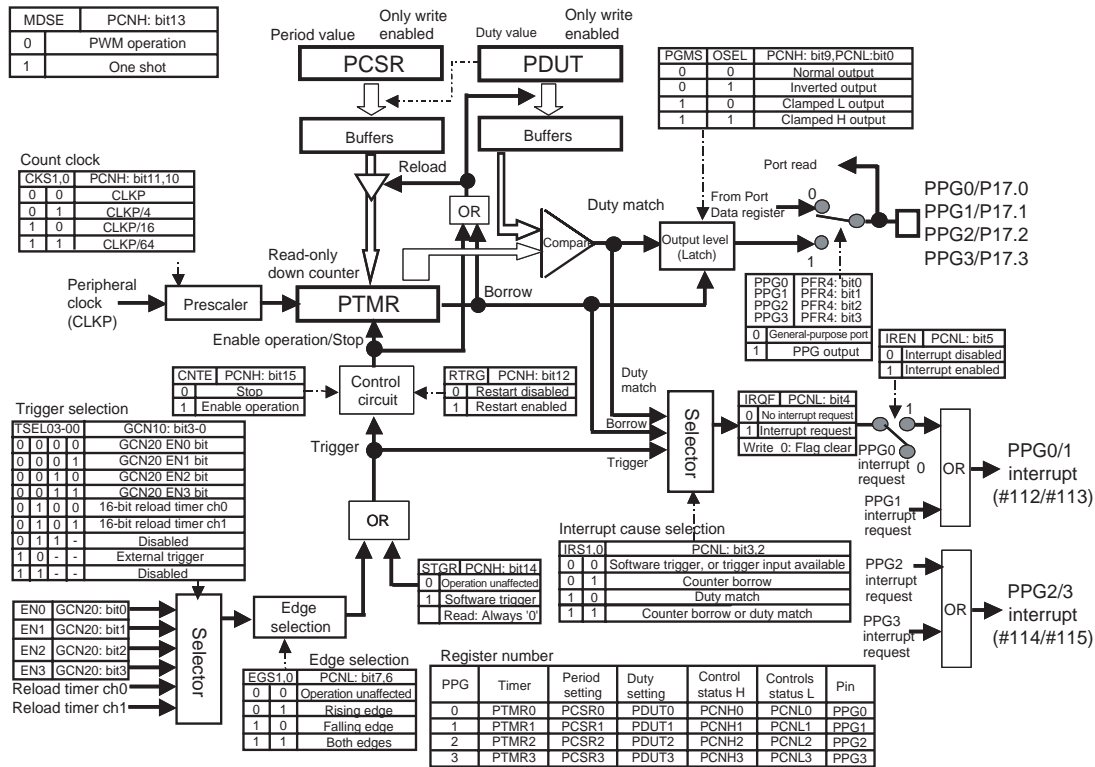 MDSE PCNH: bit13
0 PWM operation
1 One shot
Period value
Only write
enabled
Duty value
Only write
enabled
PCSR
PDUT
Buffers
Buffers
PGMS OSEL PCNH: bit9,PCNL:bit0
0 0 Normal output
0 1 Inverted output
1 0 Clamped L output
1 1 Clamped H output
Count clock
CKS1,0 PCNH: bit11,10
0 0 CLKP
0 1 CLKP/4
1 0 CLKP/16
1 1 CLKP/64
Reload
OR
Compare
Duty match
Port read
From Port
Data register
0
1
Output level
(Latch)
PPG0/P17.0
PPG1/P17.1
PPG2/P17.2
PPG3/P17.3
Peripheral
clock
(CLKP)
Prescaler
Read-only
down counter
PTMR
Borrow
Enable operation/Stop
PPG0 PFR4: bit0
PPG1 PFR4: bit1
PPG2 PFR4: bit2
PPG3 PFR4: bit3
0 General-purpose port
1 PPG output
IREN PCNL: bit5
0 Interrupt disabled
1 Interrupt enabled
CNTE PCNH: bit15
0 Stop
1 Enable operation
Control
circuit
RTRG PCNH: bit12
0 Restart disabled
1 Restart enabled
Duty
match
Borrow
Trigger
Selector
IRQF PCNL: bit4
0 No interrupt request
1 Interrupt request
Write 0: Flag clear
1
0
PPG0
interrupt
request
PPG1
interrupt
request
OR
PPG0/1
interrupt
(#112/#113)
Trigger selection
TSEL03-00 GCN10: bit3-0
0 0 0 0 GCN20 EN0 bit
0 0 0 1 GCN20 EN1 bit
0 0 1 0 GCN20 EN2 bit
0 0 1 1 GCN20 EN3 bit
0 1 0 0 16-bit reload timer ch0
0 1 0 1 16-bit reload timer ch1
0 1 1 - Disabled
1 0 - - External trigger
1 1 - - Disabled
Trigger
OR
STGR PCNH: bit14
0 Operation unaffected
1 Software trigger
Read: Always '0'
Interrupt cause selection
IRS1,0 PCNL: bit3,2
0 0 Software trigger, or trigger input available
0 1 Counter borrow
1 0 Duty match
1 1 Counter borrow or duty match
PPG2
interrupt
request
PPG3
interrupt
request
OR
PPG2/3
interrupt
(#114/#115)
EN0 GCN20: bit0
EN1 GCN20: bit1
EN2 GCN20: bit2
EN3 GCN20: bit3
Reload timer ch0
Reload timer ch1
Selector
Edge
selection
Edge selection
EGS1,0 PCNL: bit7,6
0 0 Operation unaffected
0 1 Rising edge
1 0 Falling edge
1 1 Both edges
Register number
PPG Timer Period setting Duty setting Control status H Controls status L Pin
0 PTMR0 PCSR0 PDUT0 PCNH0 PCNL0 PPG0
1 PTMR1 PCSR1 PDUT1 PCNH1 PCNL1 PPG1
2 PTMR2 PCSR2 PDUT2 PCNH2 PCNL2 PPG2
3 PTMR3 PCSR3 PDUT3 PCNH3 PCNL3 PPG3